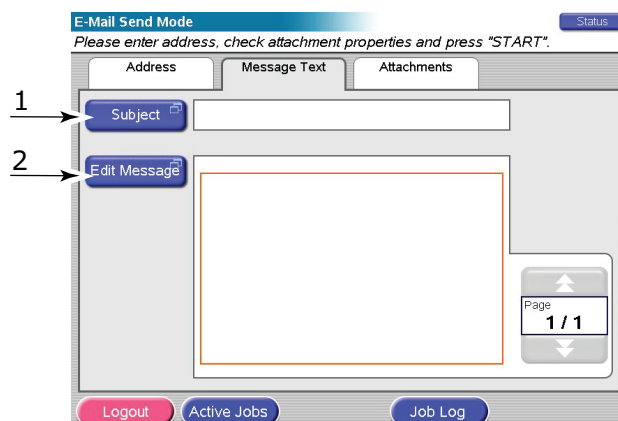 E-Mail Send Mode
Status
Please enter address, check attachment properties and press "START".
Address
Message Text
Attachments
1
Subject
2
Edit Message
Page
1 / 1
Logout
Active Jobs
Job Log